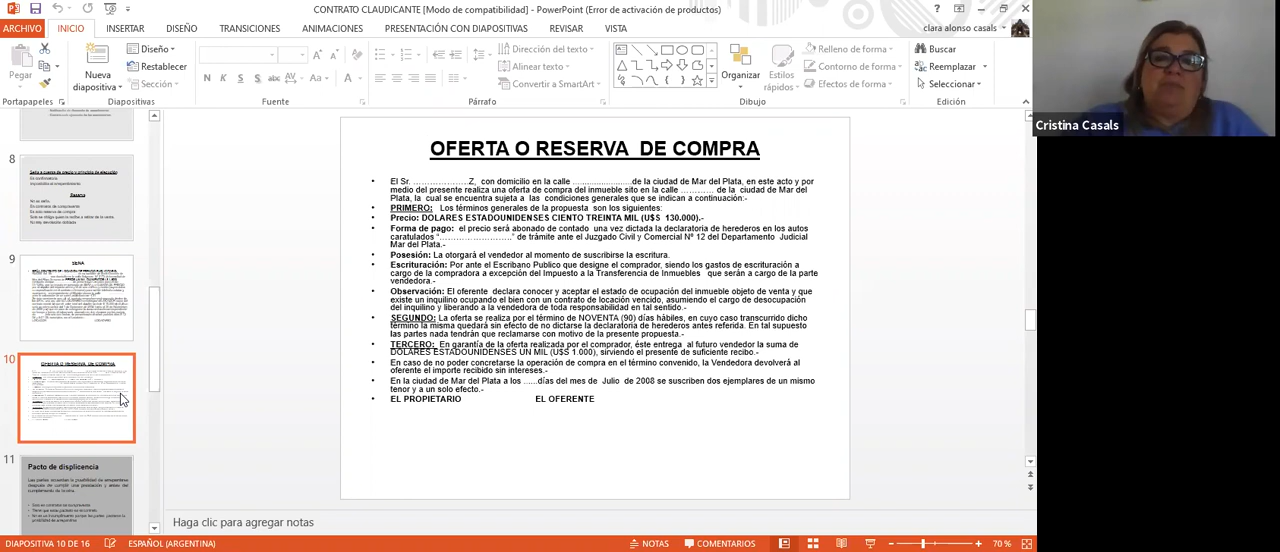 CONTRATO CLAUDICANTE [Modo de compatibilidad] - PowerPoint (Error de activación de productos)
ARCHIVO INICIO INSERTAR DISEÑO TRANSICIONES ANIMACIONES PRESENTACIÓN CON DIAPOSITIVAS REVISAR VISTA clara alonso casals
Pegar
Nueva diapositiva
Diseño
Restablecer
Sección
Dirección del texto
Alinear texto
Convertir a SmartArt
Organizar
Estilos rápidos
Relleno de forma
Contorno de forma
Efectos de forma
Buscar
Reemplazar
Seleccionar
Portapapeles Diapositivas Fuente Párrafo Dibujo Edición
Cristina Casals
8
Reserva
9
SEÑA
10
OFERTA O RESERVA DE COMPRA
11
Pacto de displicencia
OFERTA O RESERVA DE COMPRA
• El Sr. ………………. Z, con domicilio en la calle ........................de la ciudad de Mar del Plata, en este acto y por
medio del presente realiza una oferta de compra del inmueble sito en la calle ………… de la ciudad de Mar del
Plata, la cual se encuentra sujeta a las condiciones generales que se indican a continuación:-
• PRIMERO: Los términos generales de la propuesta son los siguientes:
• Precio: DOLARES ESTADOUNIDENSES CIENTO TREINTA MIL (U$S 130.000).-
• Forma de pago: el precio será abonado de contado una vez dictada la declaratoria de herederos en los autos
caratulados “……………………..” de trámite ante el Juzgado Civil y Comercial Nº 12 del Departamento Judicial
Mar del Plata.-
• Posesión: La otorgará el vendedor al momento de suscribirse la escritura.
• Escrituración: Por ante el Escribano Publico que designe el comprador, siendo los gastos de escrituración a
cargo de la compradora a excepción del Impuesto a la Transferencia de Inmuebles que serán a cargo de la parte
vendedora.-
• Observación: El oferente declara conocer y aceptar el estado de ocupación del inmueble objeto de venta y que
existe un inquilino ocupando el bien con contrato de locación vencido, asumiendo el cargo de desocupación
del inquilino y liberando a la vendedora de toda responsabilidad en tal sentido.-
• SEGUNDO: La oferta se realiza por el término de NOVENTA (90) días hábiles, en cuyo caso transcurrido dicho
término la misma quedará sin efecto de no dictarse la declaratoria de herederos antes referida. En tal supuesto
las partes nada tendrán que reclamarse con motivo de la presente propuesta.-
• TERCERO: En garantía de la oferta realizada por el comprador, éste entrega al futuro vendedor la suma de
DOLARES ESTADOUNIDENSES UN MIL (U$S 1.000), sirviendo el presente de suficiente recibo.-
• En caso de no poder concretarse la operación de compra en el término convenido, la Vendedora devolverá al
oferente el importe recibido sin intereses.-
• En la ciudad de Mar del Plata a los ......días del mes de Julio de 2008 se suscriben dos ejemplares de un mismo
tenor y a un solo efecto.-
• EL PROPIETARIO EL OFERENTE
Haga clic para agregar notas
DIAPOSITIVA 10 DE 16 ESPAÑOL (ARGENTINA) NOTAS COMENTARIOS 70 %